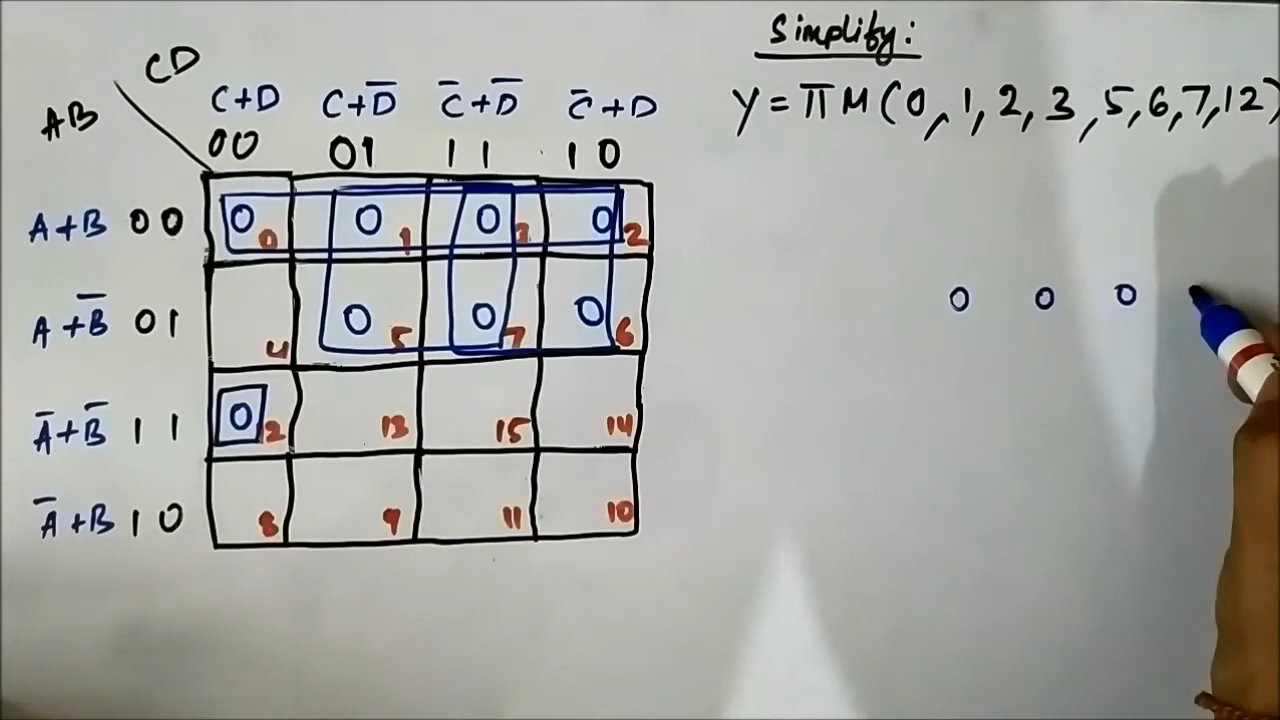 Simplify:
Y = ΠM(0, 1, 2, 3, 5, 6, 7, 12)
CD
AB
C+D C+D̅ C̅+D̅ C̅+D
00 01 11 10
A+B 00 0 0 0 1 0 3 0 2
A+B̅ 01 4 0 5 0 7 0 6
A̅+B̅ 11 0 12 13 15 14
A̅+B 10 8 9 11 10
0 0 0